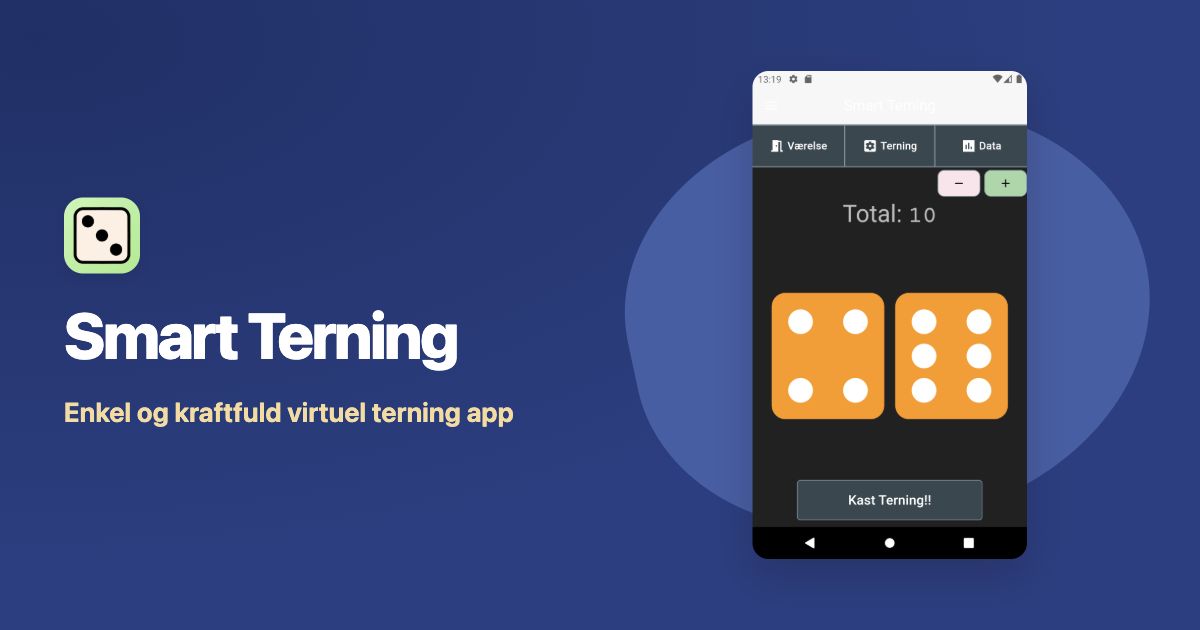 Smart Terning
Enkel og kraftfuld virtuel terning app
13:19
Smart Terning
Værelse Terning Data
− +
Total: 10
Kast Terning!!